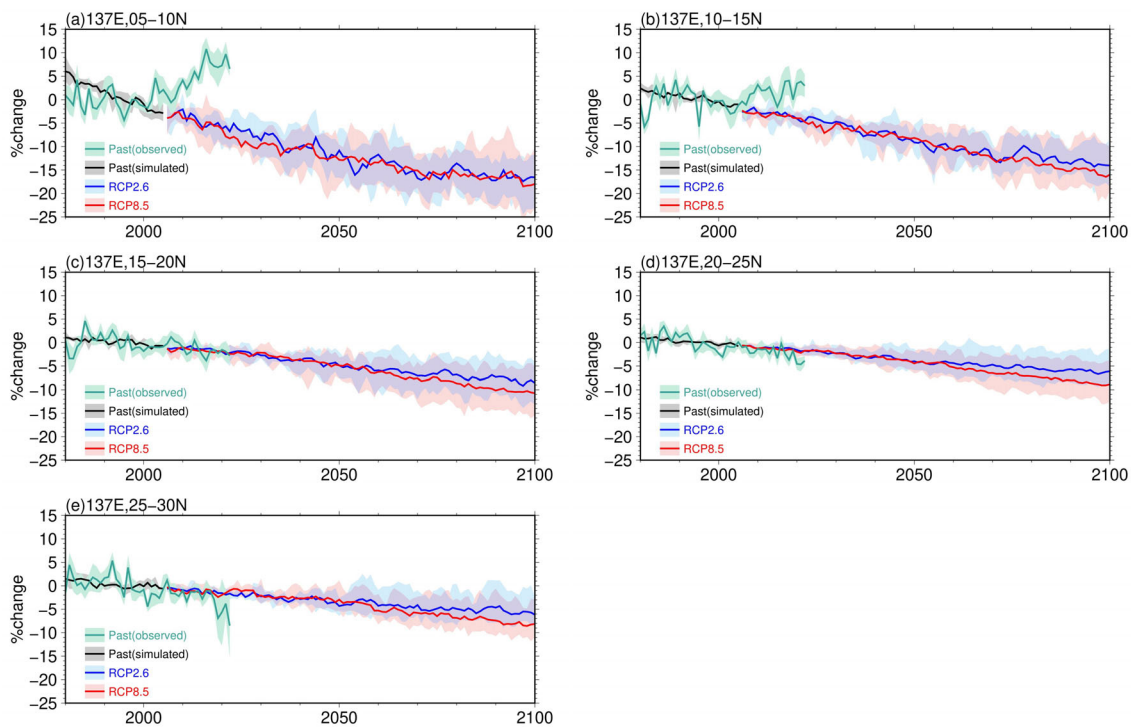 (a)137E,05−10N
15
10
5
0
−5
−10
−15
−20
−25
%change
Past(observed)
Past(simulated)
RCP2.6
RCP8.5
2000 2050 2100
(b)137E,10−15N
15
10
5
0
−5
−10
−15
−20
−25
%change
Past(observed)
Past(simulated)
RCP2.6
RCP8.5
2000 2050 2100
(c)137E,15−20N
15
10
5
0
−5
−10
−15
−20
−25
%change
Past(observed)
Past(simulated)
RCP2.6
RCP8.5
2000 2050 2100
(d)137E,20−25N
15
10
5
0
−5
−10
−15
−20
−25
%change
Past(observed)
Past(simulated)
RCP2.6
RCP8.5
2000 2050 2100
(e)137E,25−30N
15
10
5
0
−5
−10
−15
−20
−25
%change
Past(observed)
Past(simulated)
RCP2.6
RCP8.5
2000 2050 2100